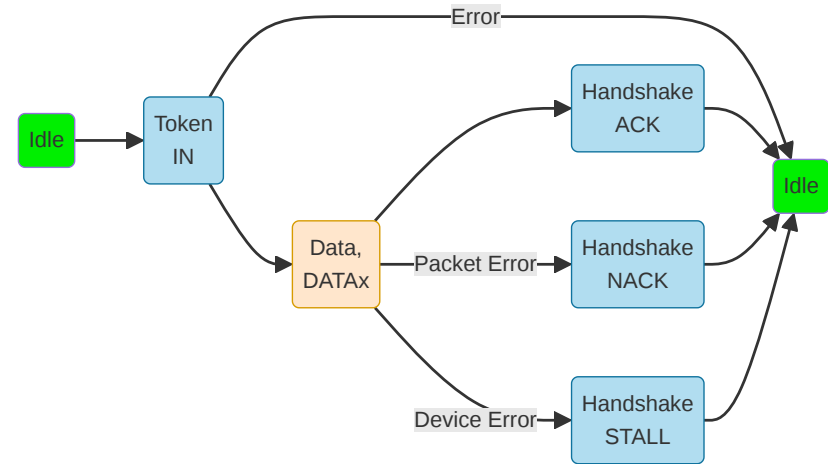 Error
Idle
Token
IN
Data,
DATAx
Packet Error
Device Error
Handshake
ACK
Handshake
NACK
Handshake
STALL
Idle